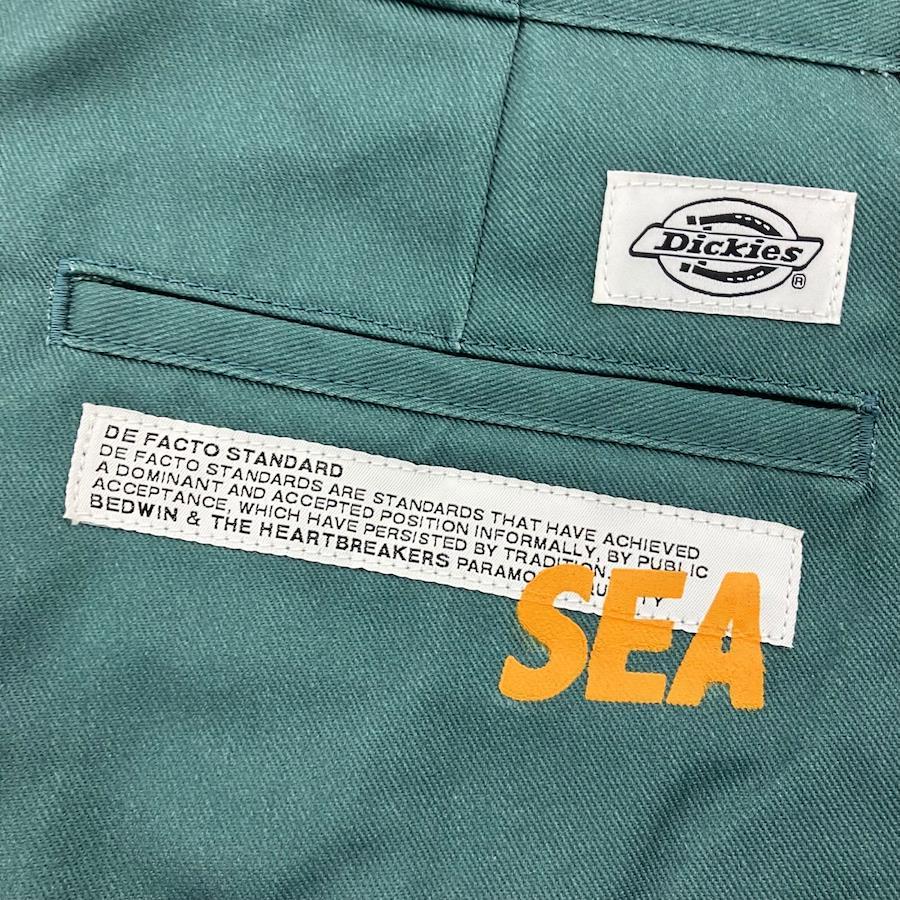 Dickies
®
DE FACTO STANDARD
DE FACTO STANDARDS ARE STANDARDS THAT HAVE ACHIEVED
A DOMINANT AND ACCEPTED POSITION INFORMALLY, BY PUBLIC
ACCEPTANCE, WHICH HAVE PERSISTED BY TRADITION.
BEDWIN & THE HEARTBREAKERS
SEA